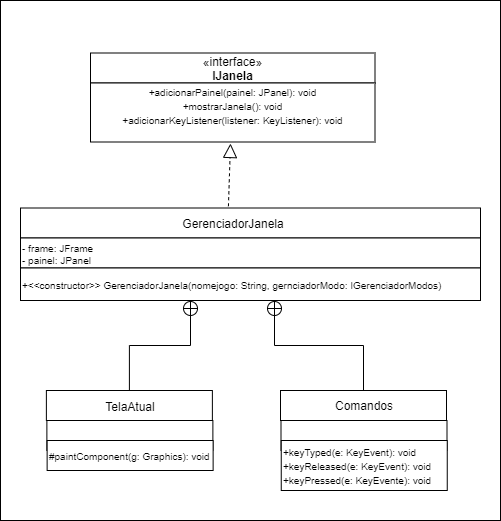 «interface»
IJanela
+adicionarPainel(painel: JPanel): void
+mostrarJanela(): void
+adicionarKeyListener(listener: KeyListener): void
GerenciadorJanela
- frame: JFrame
- painel: JPanel
+<<constructor>> GerenciadorJanela(nomejogo: String, gernciadorModo: IGerenciadorModos)
TelaAtual
#paintComponent(g: Graphics): void
Comandos
+keyTyped(e: KeyEvent): void
+keyReleased(e: KeyEvent): void
+keyPressed(e: KeyEvente): void